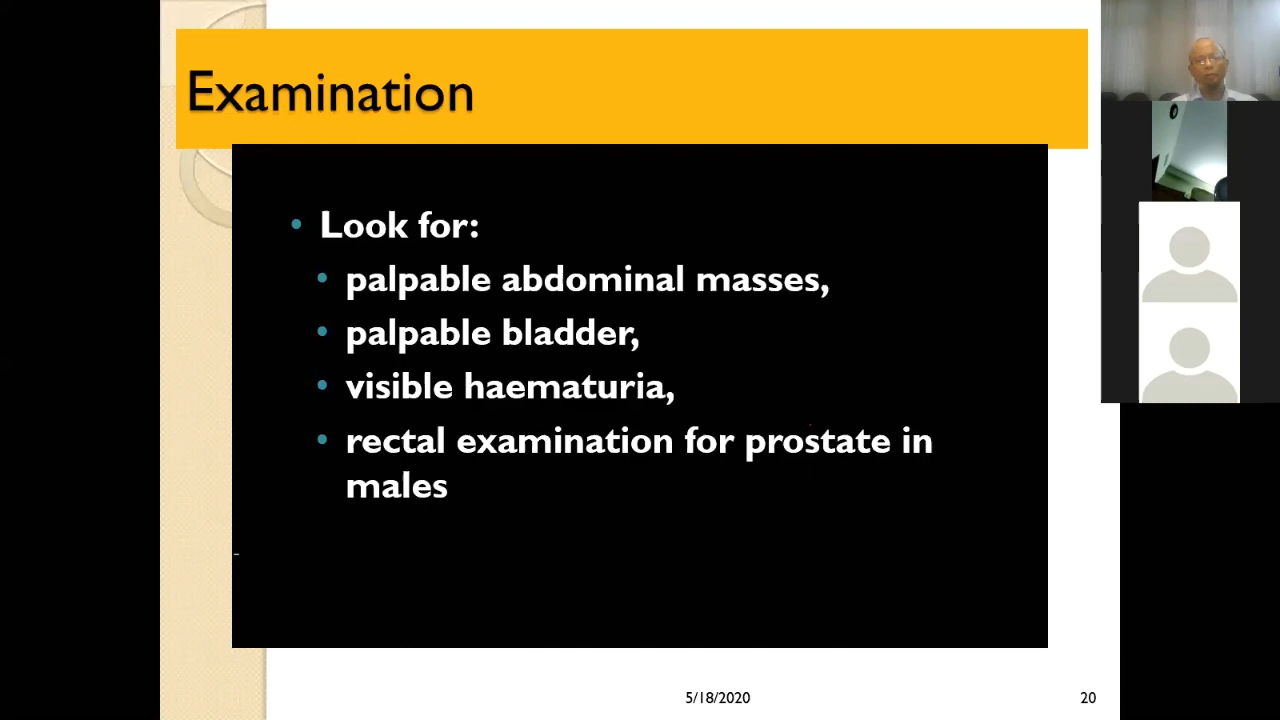 Examination
• Look for:
• palpable abdominal masses,
• palpable bladder,
• visible haematuria,
• rectal examination for prostate in
males
5/18/2020
20